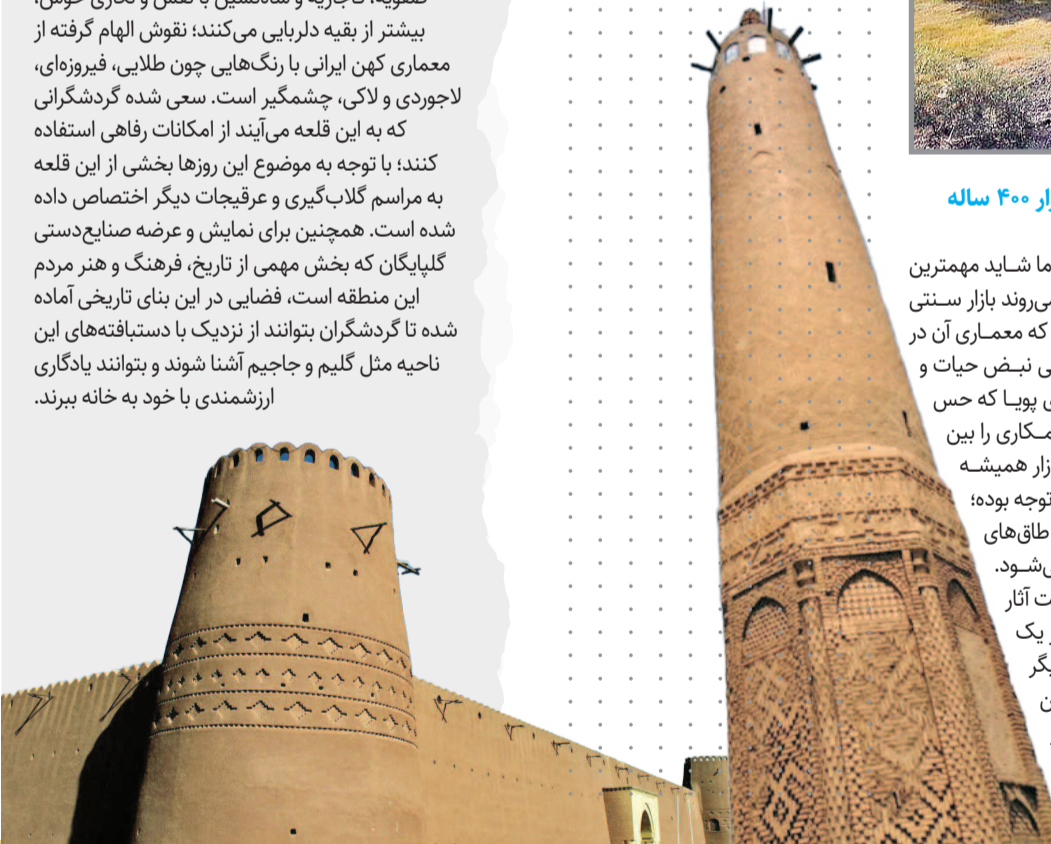 بیشتر از بقیه دلربایی می‌کنند؛ نقوش الهام گرفته از
معماری کهن ایرانی با رنگ‌هایی چون طلایی، فیروزه‌ای،
لاجوردی و لاکی، چشمگیر است. سعی شده گردشگرانی
که به این قلعه می‌آیند از امکانات رفاهی استفاده
کنند؛ با توجه به موضوع این روزها بخشی از این قلعه
به مراسم گلاب‌گیری و عرقیجات دیگر اختصاص داده
شده است. همچنین برای نمایش و عرضه صنایع‌دستی
گلپایگان که بخش مهمی از تاریخ، فرهنگ و هنر مردم
این منطقه است، فضایی در این بنای تاریخی آماده
شده تا گردشگران بتوانند از نزدیک با دستبافته‌های این
ناحیه مثل گلیم و جاجیم آشنا شوند و بتوانند یادگاری
ارزشمندی با خود به خانه ببرند.
۴۰۰ ساله
شاید مهمترین
می‌روند بازار سنتی
که معماری آن در
نبض حیات و
پویا که حس
را بین
همیشه
توجه بوده؛
طاق‌های
آثار
یک